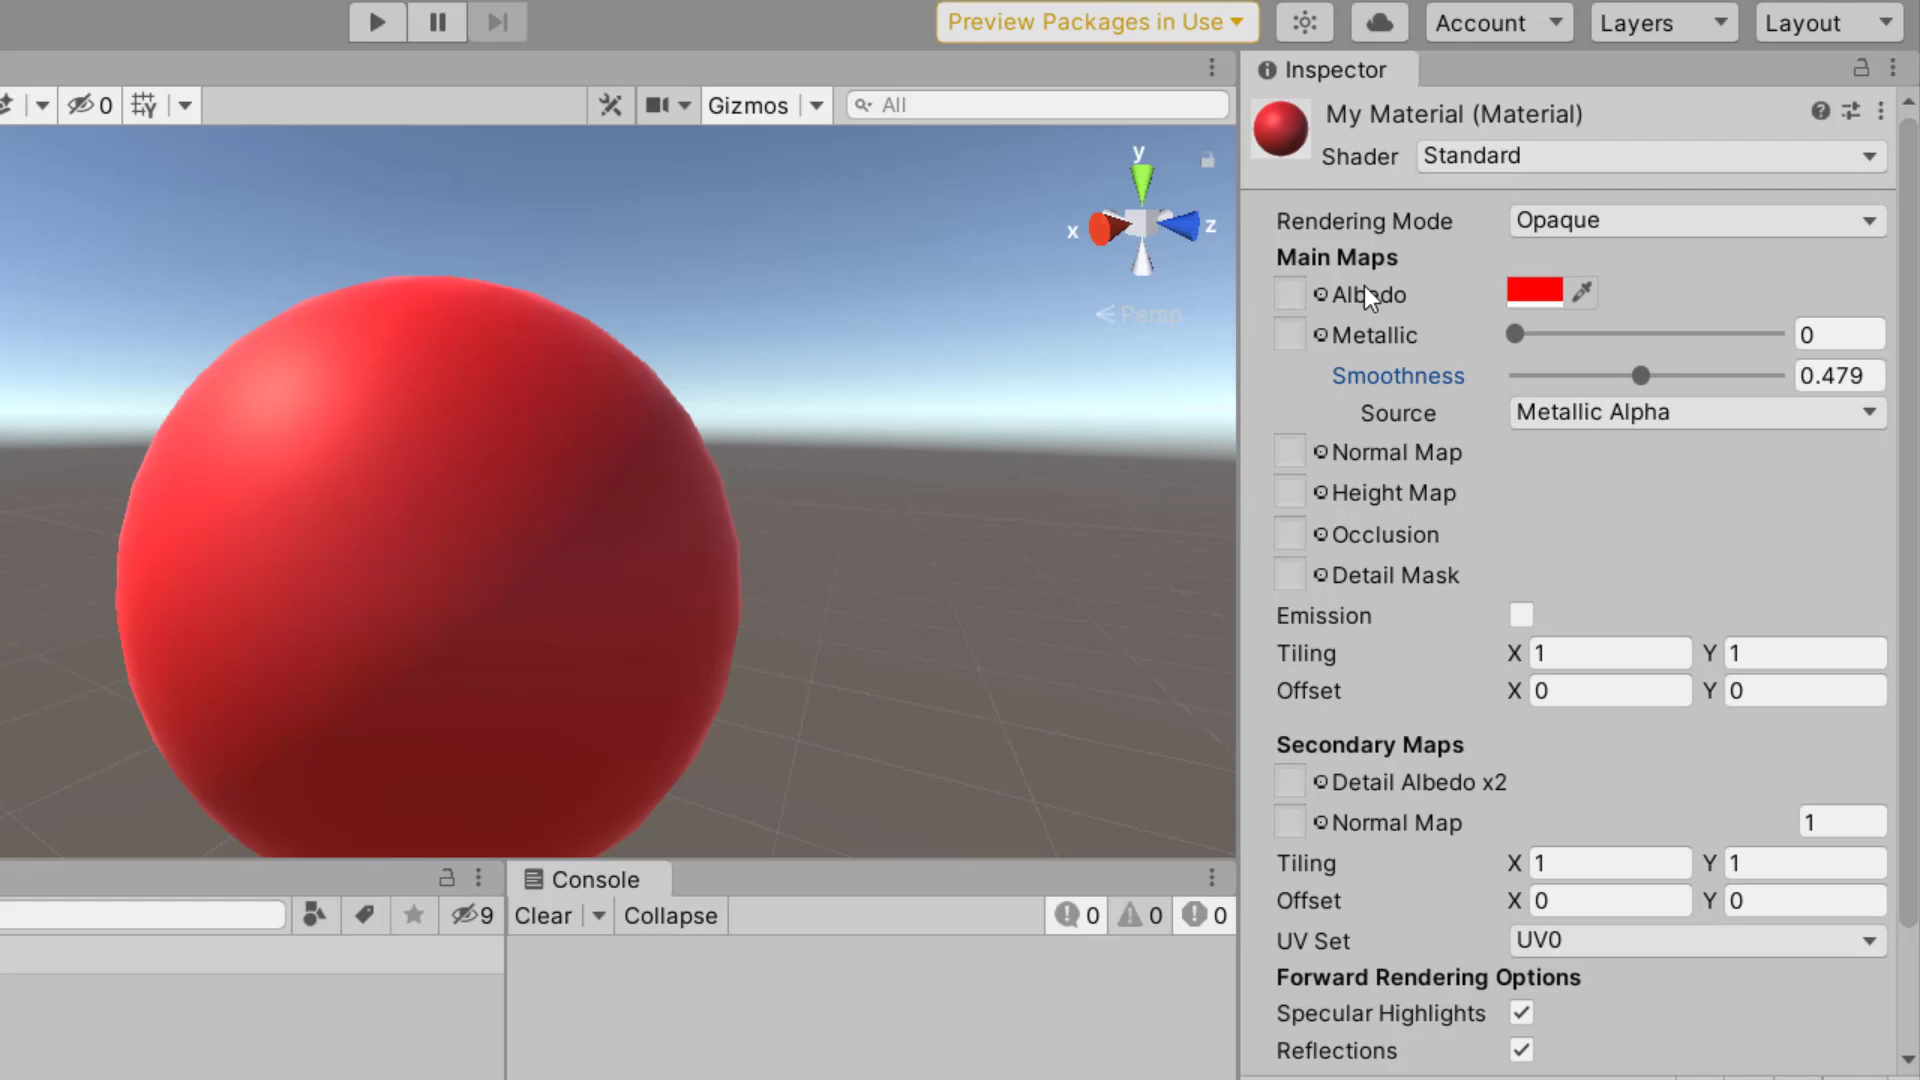 Preview Packages in Use
Account
Layers
Layout
Inspector
0
Gizmos
All
My Material (Material)
Shader
Standard
y
x
z
Persp
Rendering Mode
Opaque
Main Maps
Albedo
Metallic
0
Smoothness
0.479
Source
Metallic Alpha
Normal Map
Height Map
Occlusion
Detail Mask
Emission
Tiling
X 1
Y 1
Offset
X 0
Y 0
Secondary Maps
Detail Albedo x2
Normal Map
1
Tiling
X 1
Y 1
Offset
X 0
Y 0
UV Set
UV0
Forward Rendering Options
Specular Highlights
Reflections
Console
9
Clear
Collapse
0
0
0